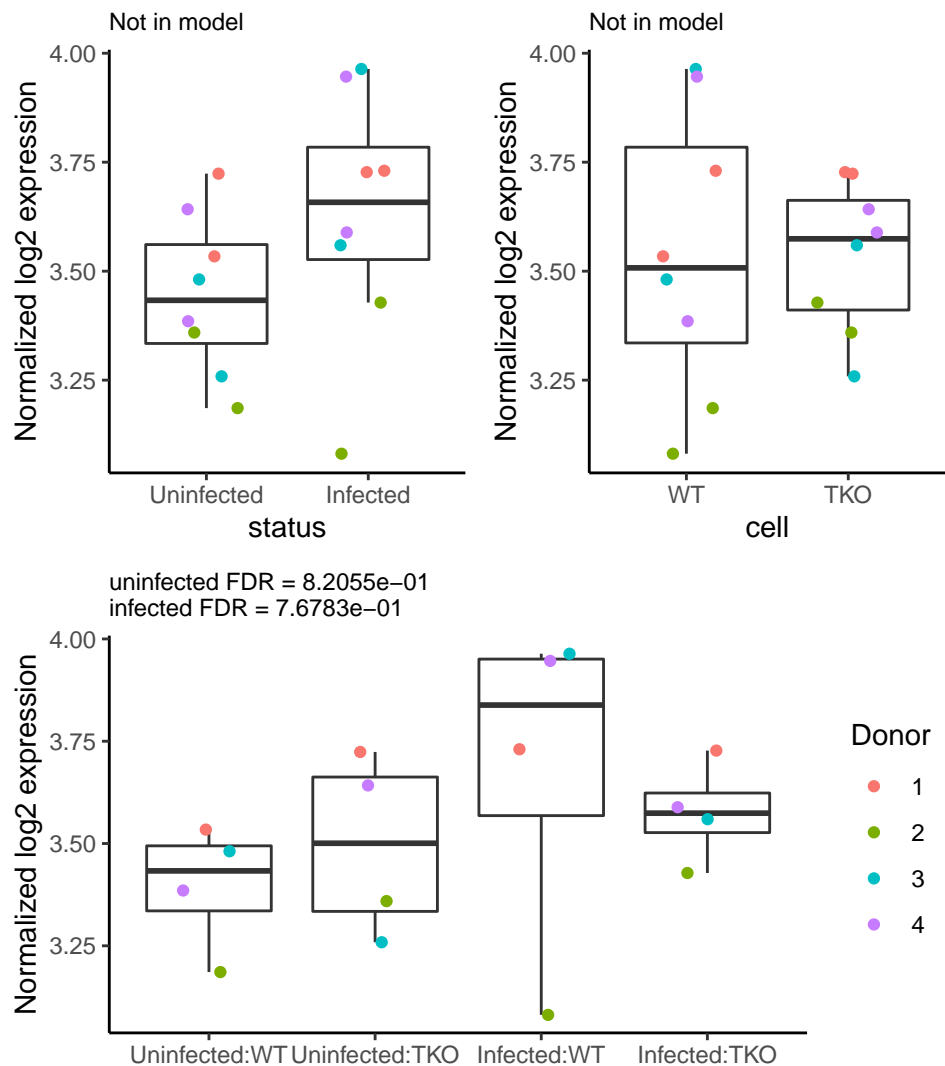 Not in model
Normalized log2 expression
4.00
3.75
3.50
3.25
Uninfected Infected
status
Not in model
Normalized log2 expression
4.00
3.75
3.50
3.25
WT TKO
cell
uninfected FDR = 8.2055e−01
infected FDR = 7.6783e−01
Normalized log2 expression
4.00
3.75
3.50
3.25
Uninfected:WT Uninfected:TKO Infected:WT Infected:TKO
Donor
1
2
3
4